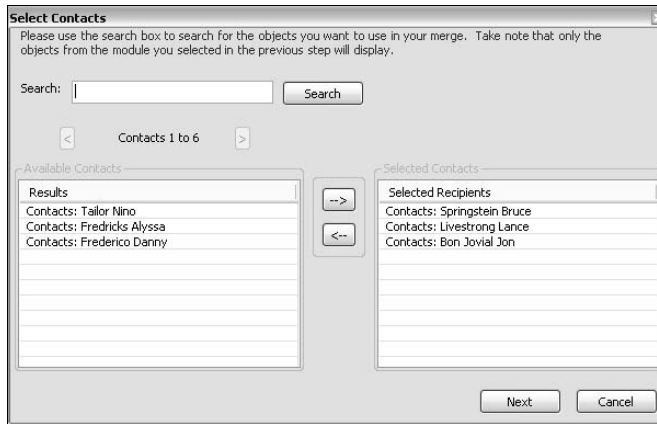 Select Contacts
Please use the search box to search for the objects you want to use in your merge. Take note that only the
objects from the module you selected in the previous step will display.
Search:
Search
<
Contacts 1 to 6
>
Available Contacts
Results
Contacts: Tailor Nino
Contacts: Fredricks Alyssa
Contacts: Frederico Danny
-->
<--
Selected Contacts
Selected Recipients
Contacts: Springstein Bruce
Contacts: Livestrong Lance
Contacts: Bon Jovial Jon
Next
Cancel